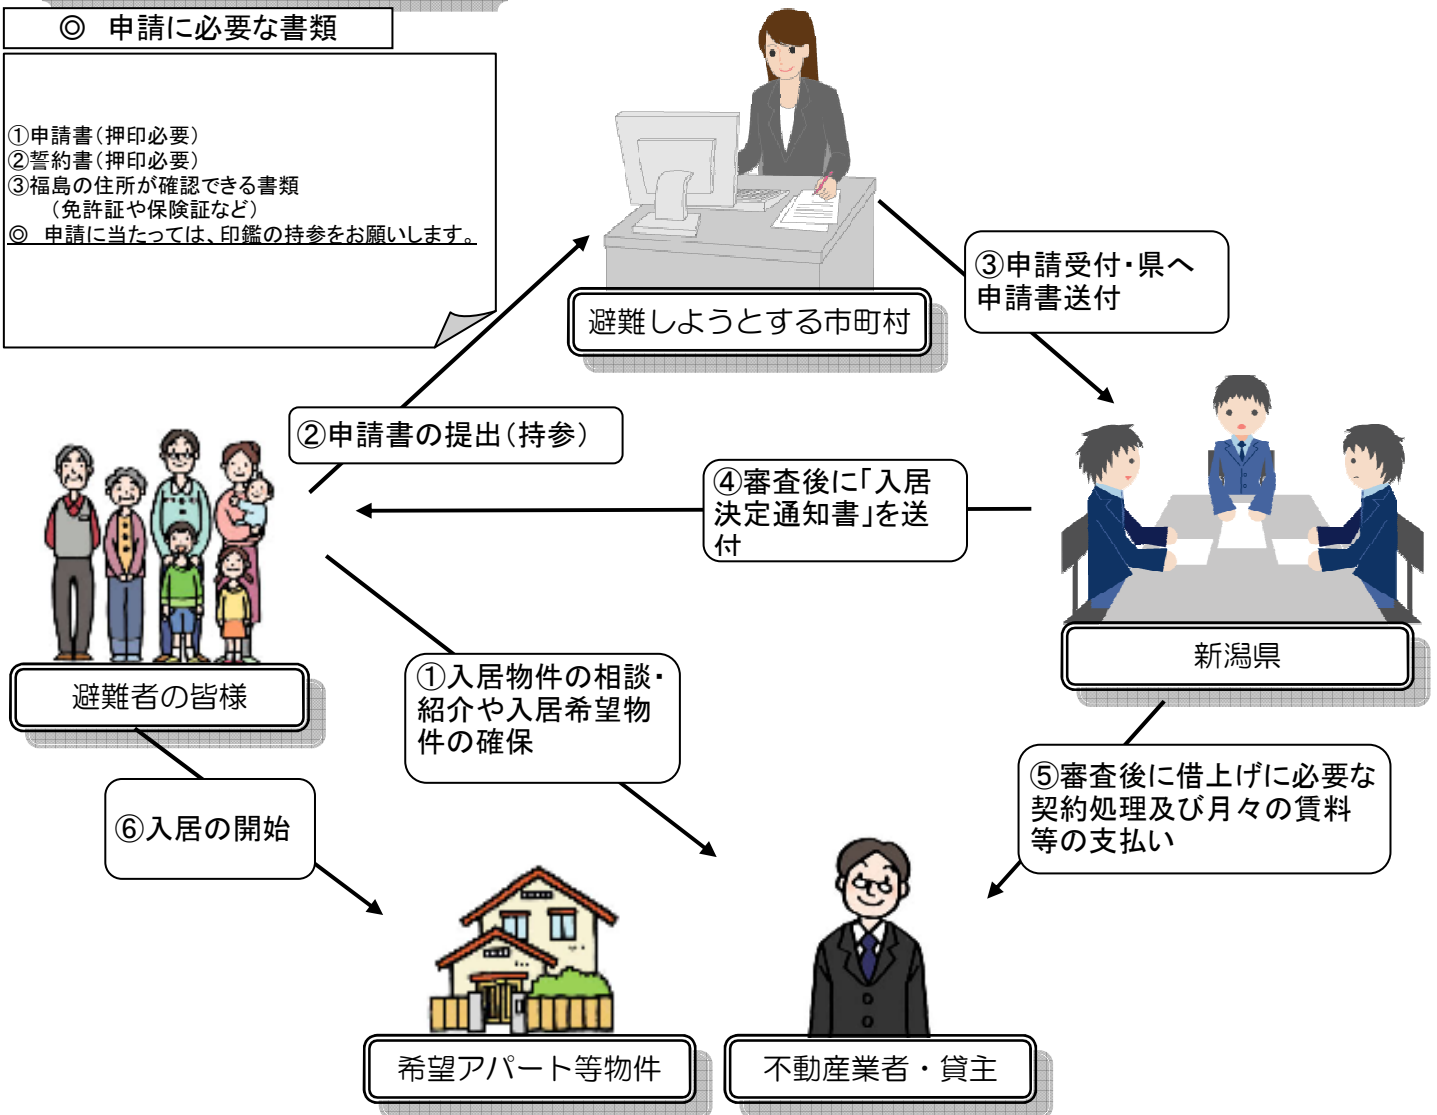 ◎　申請に必要な書類
①申請書（押印必要）
②誓約書（押印必要）
③福島の住所が確認できる書類
（免許証や保険証など）
◎　申請に当たっては、印鑑の持参をお願いします。
避難しようとする市町村
③申請受付・県へ
申請書送付
②申請書の提出（持参）
④審査後に「入居
決定通知書」を送
付
新潟県
避難者の皆様
①入居物件の相談・
紹介や入居希望物
件の確保
⑤審査後に借上げに必要な
契約処理及び月々の賃料
等の支払い
⑥入居の開始
希望アパート等物件
不動産業者・貸主